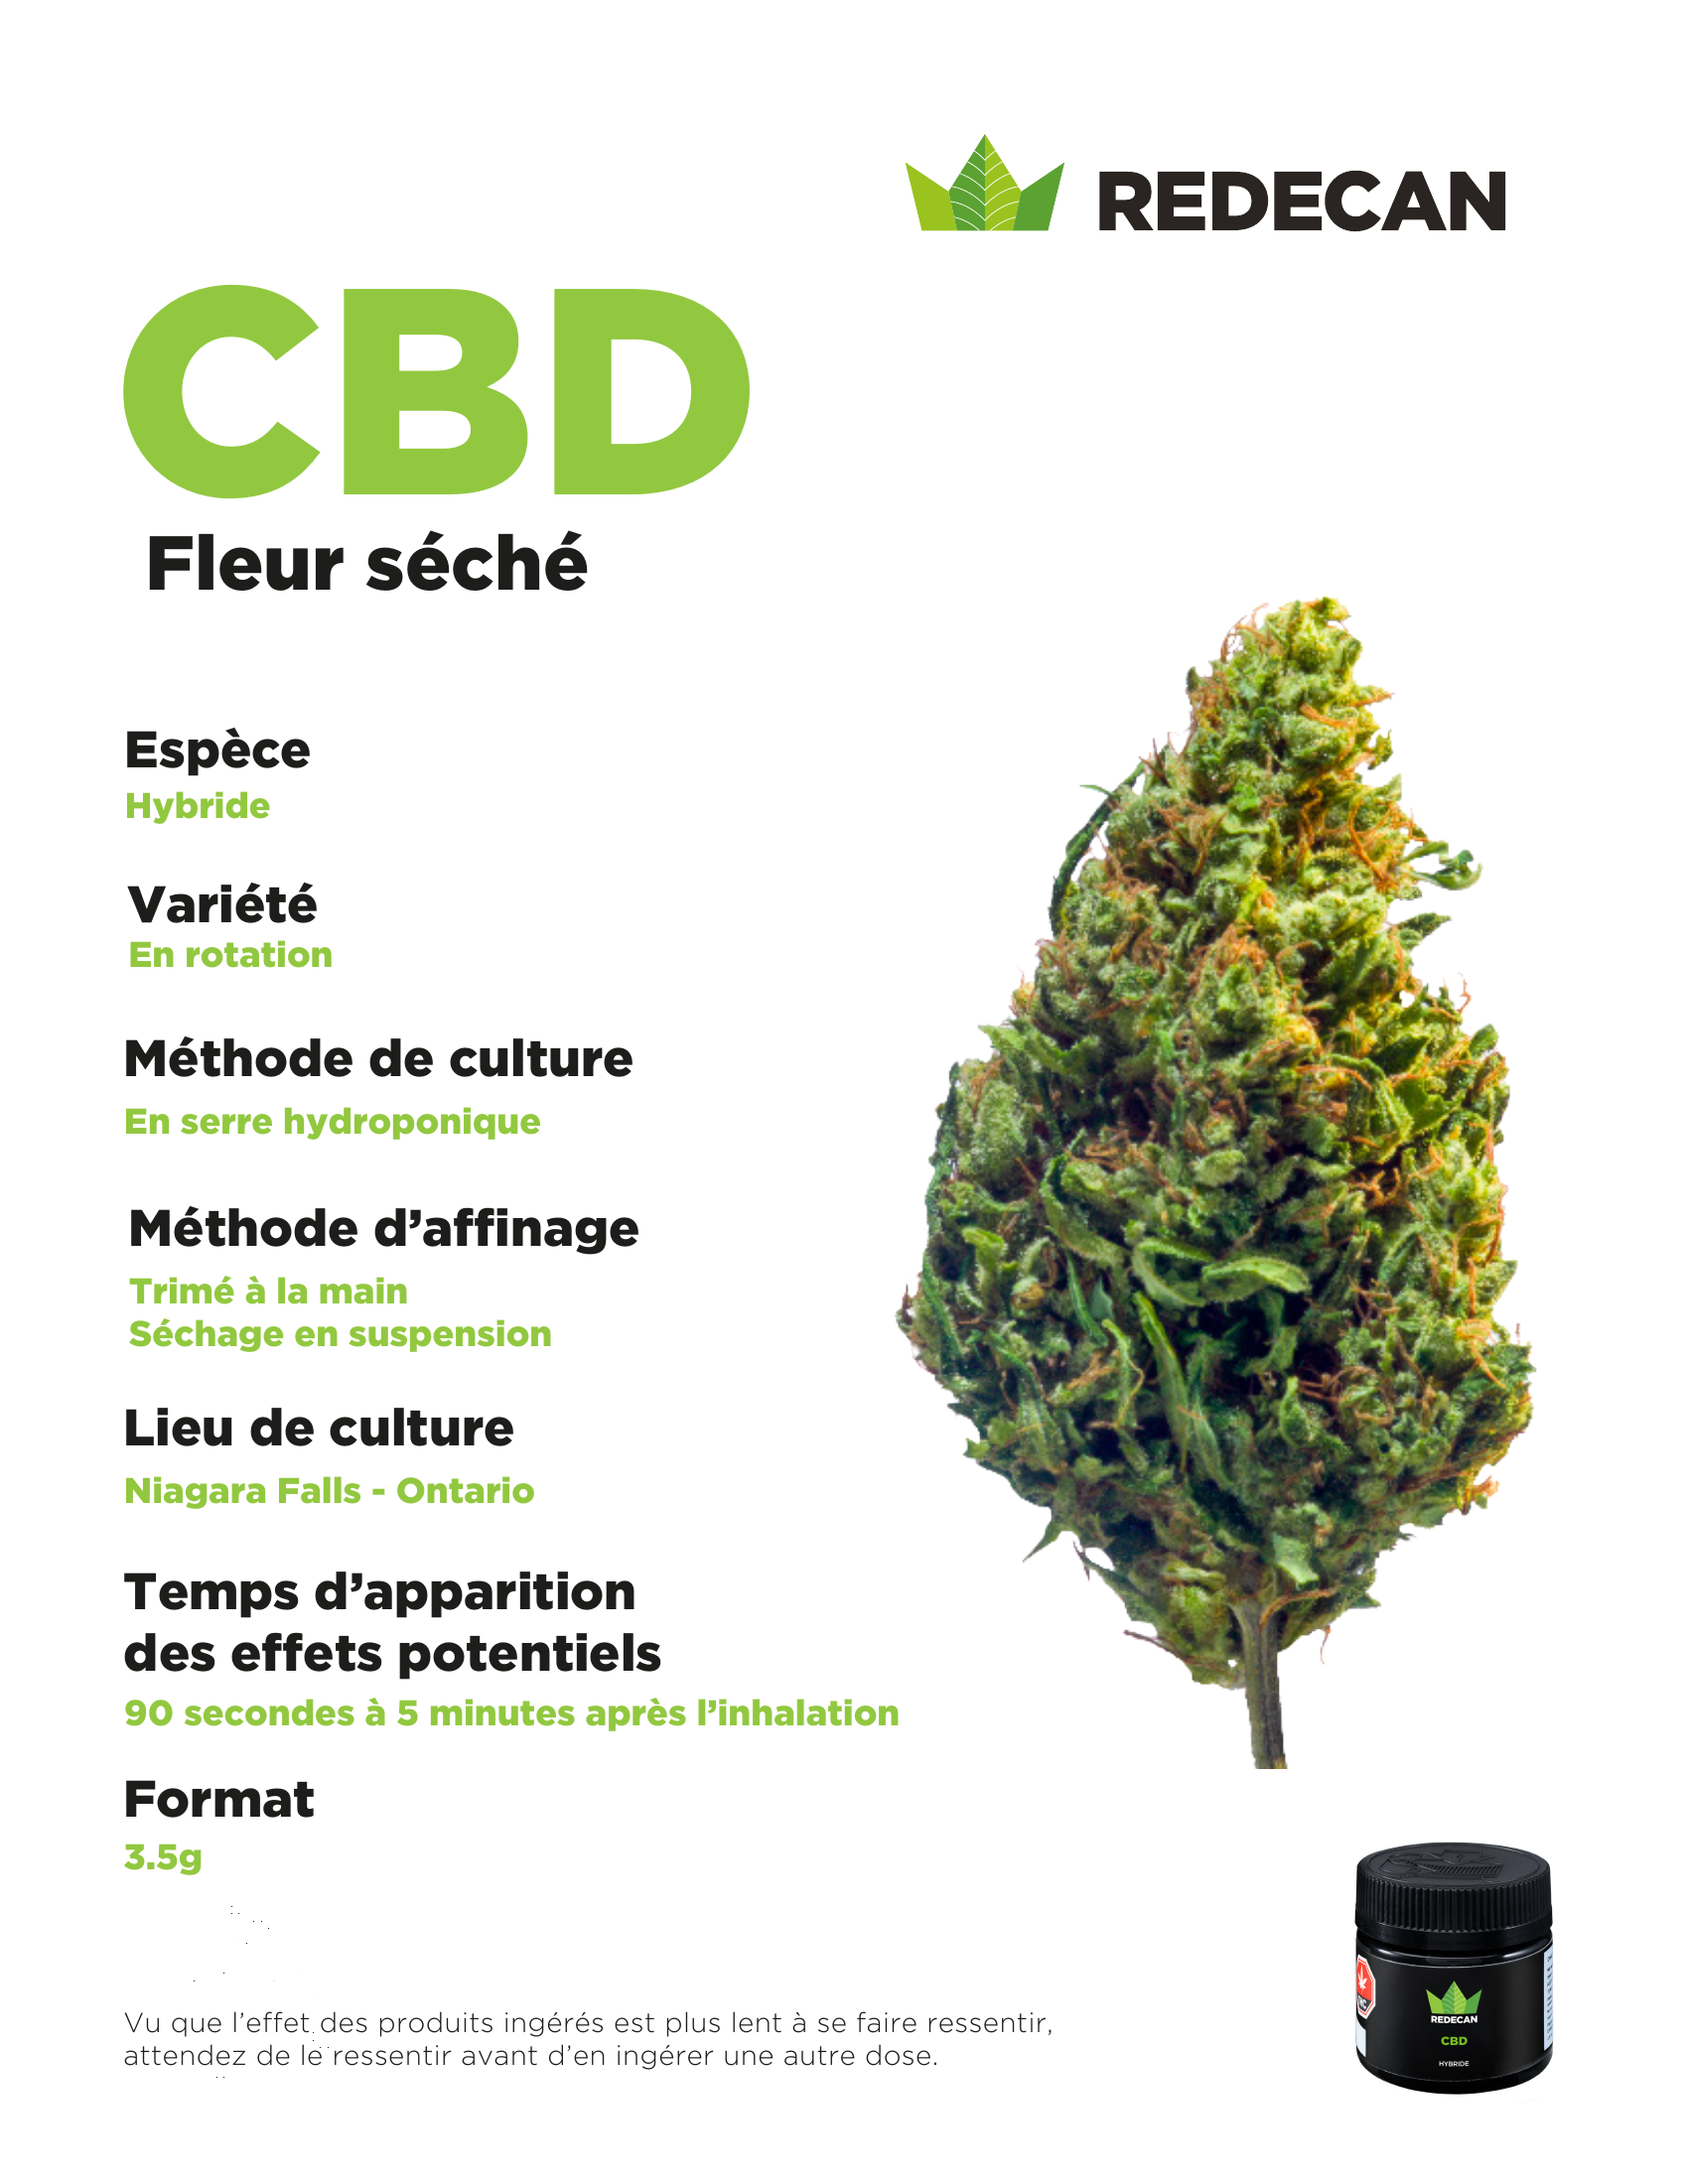 REDECAN
CBD
Fleur séché
Espèce
Hybride
Variété
En rotation
Méthode de culture
En serre hydroponique
Méthode d’affinage
Trimé à la main
Séchage en suspension
Lieu de culture
Niagara Falls - Ontario
Temps d’apparition
des effets potentiels
90 secondes à 5 minutes après l’inhalation
Format
3.5g
Vu que l’effet des produits ingérés est plus lent à se faire ressentir,
attendez de le ressentir avant d’en ingérer une autre dose.
REDECAN
CBD
HYBRIDE